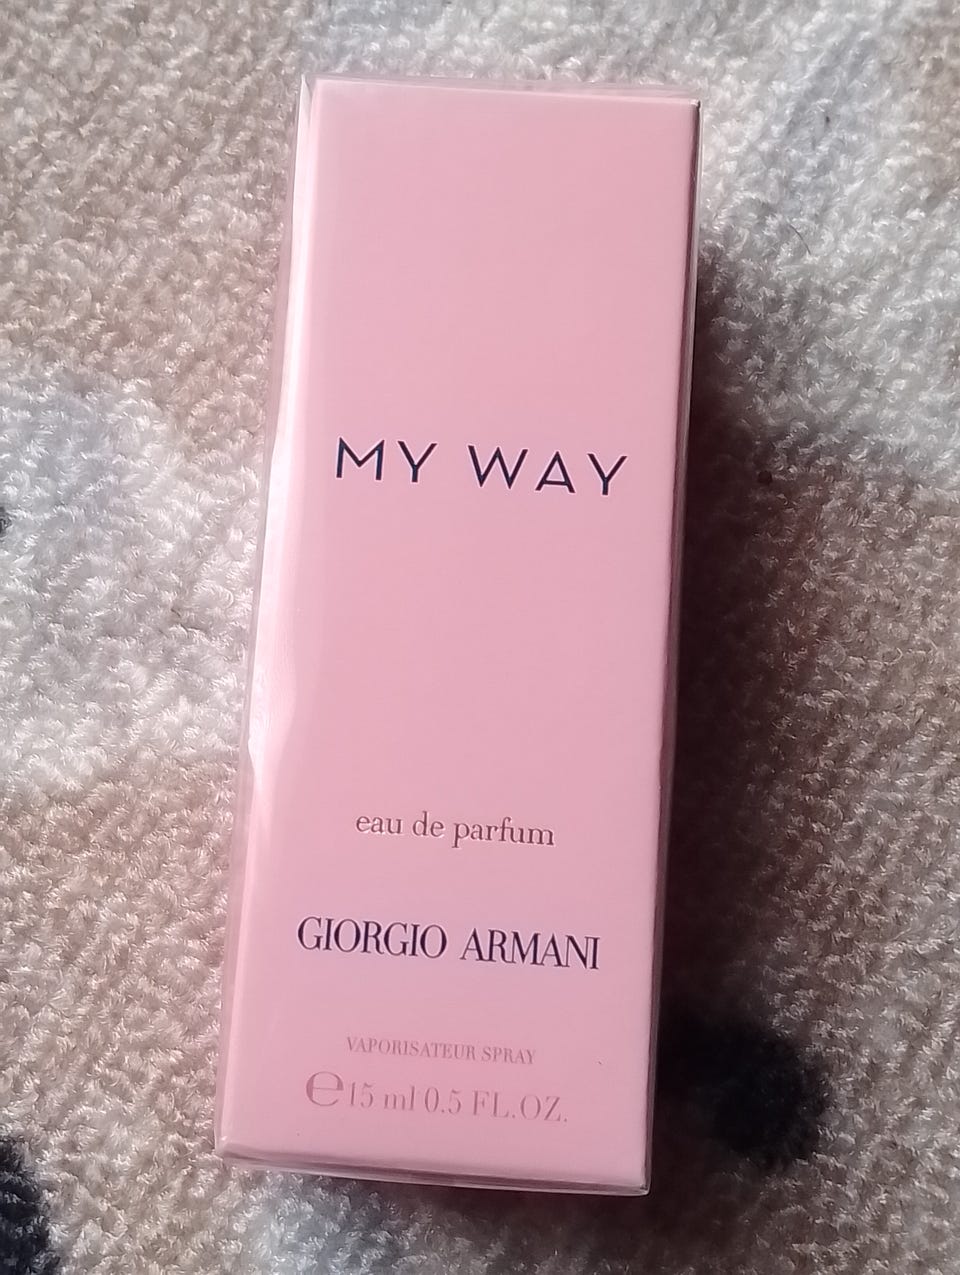 MY WAY
eau de parfum
GIORGIO ARMANI
VAPORISATEUR SPRAY
℮15 ml 0.5 FL.OZ.